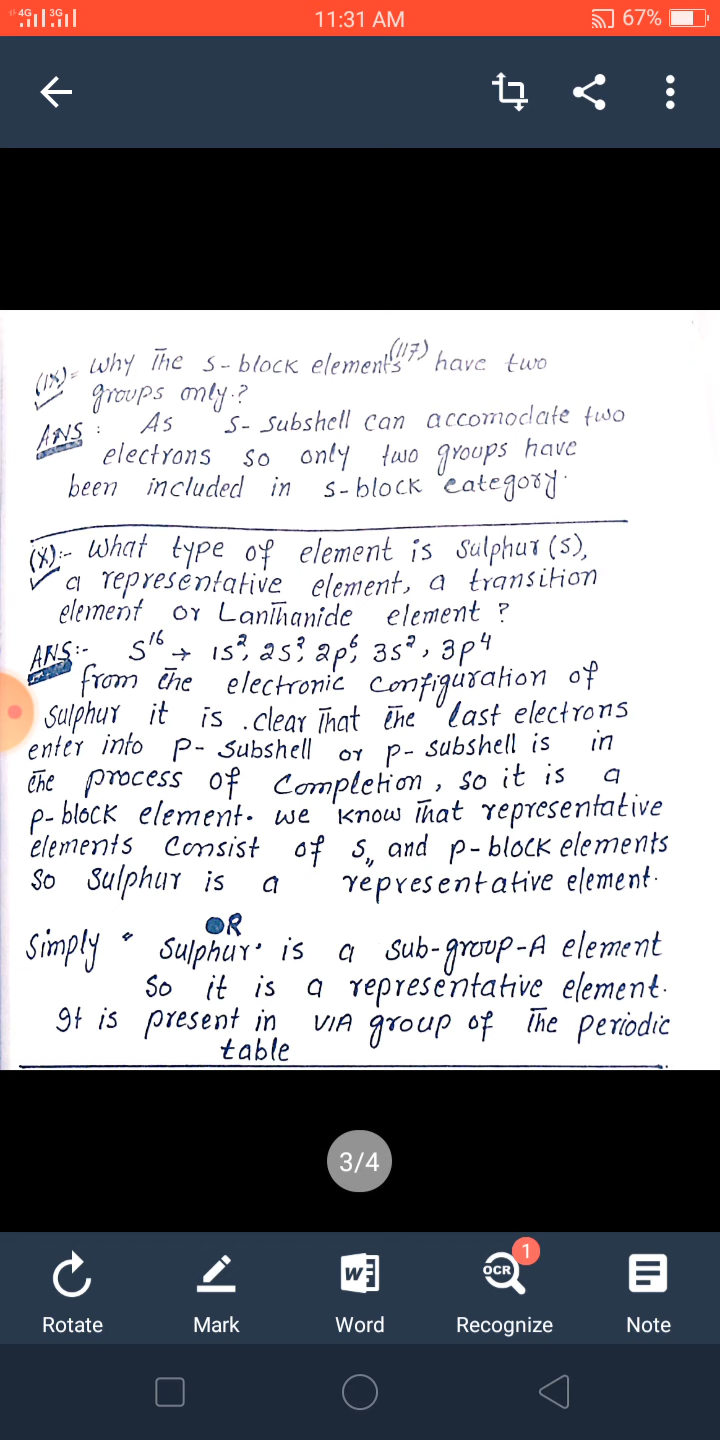 4G 3G 11:31 AM 67%
(117)
(ix)= Why The s-block elements have two
groups only.?
ANS : As s-subshell can accomodate two
electrons so only two groups have
been included in s-block category.
(X):- What type of element is Sulphur (S),
a representative element, a transition
element or Lanthanide element ?
ANS:- S16 → 1s2, 2s2, 2p6, 3s2, 3p4
from the electronic configuration of
Sulphur it is .clear That the last electrons
enter into P- subshell or p- subshell is in
the process of Completion, so it is a
p-block element. we know That representative
elements Consist of s,, and p-block elements
So Sulphur is a representative element.
OR
Simply " Sulphur is a sub-group-A element
So it is a representative element.
It is present in VIA group of The Periodic
table
3/4
1
OCR
W
Rotate Mark Word Recognize Note